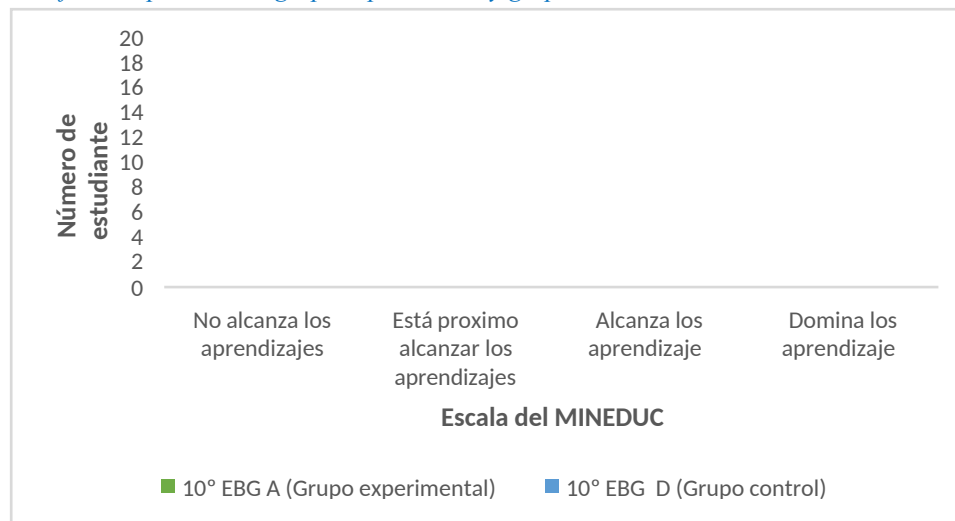 20
18
16
14
12
10
8
6
4
2
0
Número de
estudiante
No alcanza los
aprendizajes
Está proximo
alcanzar los
aprendizajes
Alcanza los
aprendizaje
Domina los
aprendizaje
Escala del MINEDUC
10° EBG A (Grupo experimental)
10° EBG D (Grupo control)